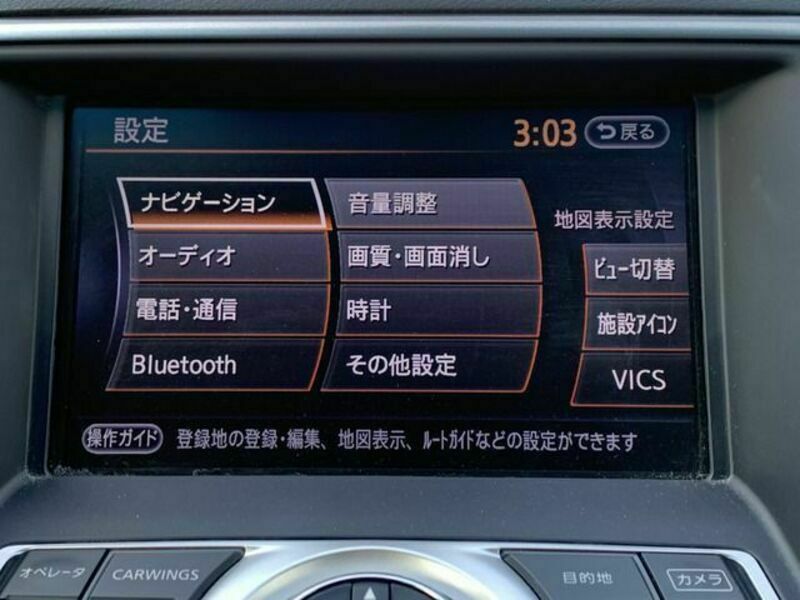 設定
3:03
戻る
ナビゲーション
音量調整
オーディオ
画質・画面消し
電話・通信
時計
Bluetooth
その他設定
地図表示設定
ビュー切替
施設アイコン
VICS
操作ガイド 登録地の登録・編集、地図表示、ルートガイドなどの設定ができます
オペレータ
CARWINGS
目的地
カメラ